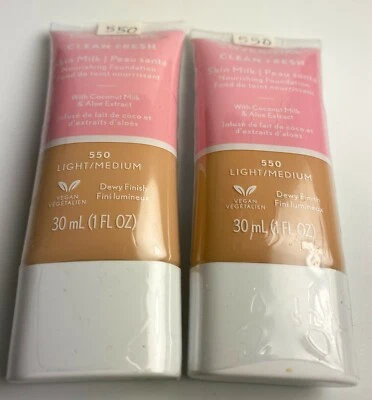 550
CLEAN FRESH
Skin Milk | Peau santé
Nourishing Foundation
Fond de teint nourrissant
With Coconut Milk
& Aloe Extract
Infusé de lait de coco et
d'extraits d'aloès
550
LIGHT/MEDIUM
VEGAN
VÉGÉTALIEN
Dewy Finish
Fini lumineux
30 mL (1 FL OZ)
550
CLEAN FRESH
Skin Milk | Peau santé
Nourishing Foundation
Fond de teint nourrissant
With Coconut Milk
& Aloe Extract
Infusé de lait de coco et
d'extraits d'aloès
550
LIGHT/MEDIUM
VEGAN
VÉGÉTALIEN
Dewy Finish
Fini lumineux
30 mL (1 FL OZ)